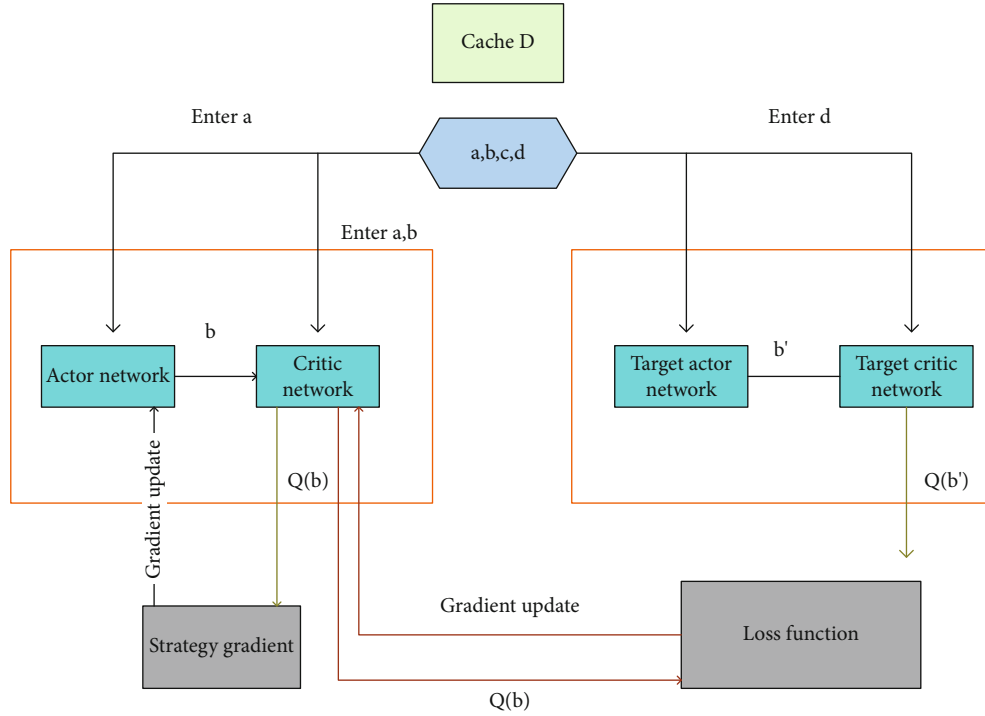 Cache D
Enter a
Enter d
a,b,c,d
Enter a,b
b
b'
Actor network
Critic
network
Target actor
network
Target critic
network
Gradient update
Q(b)
Q(b')
Strategy gradient
Gradient update
Loss function
Q(b)